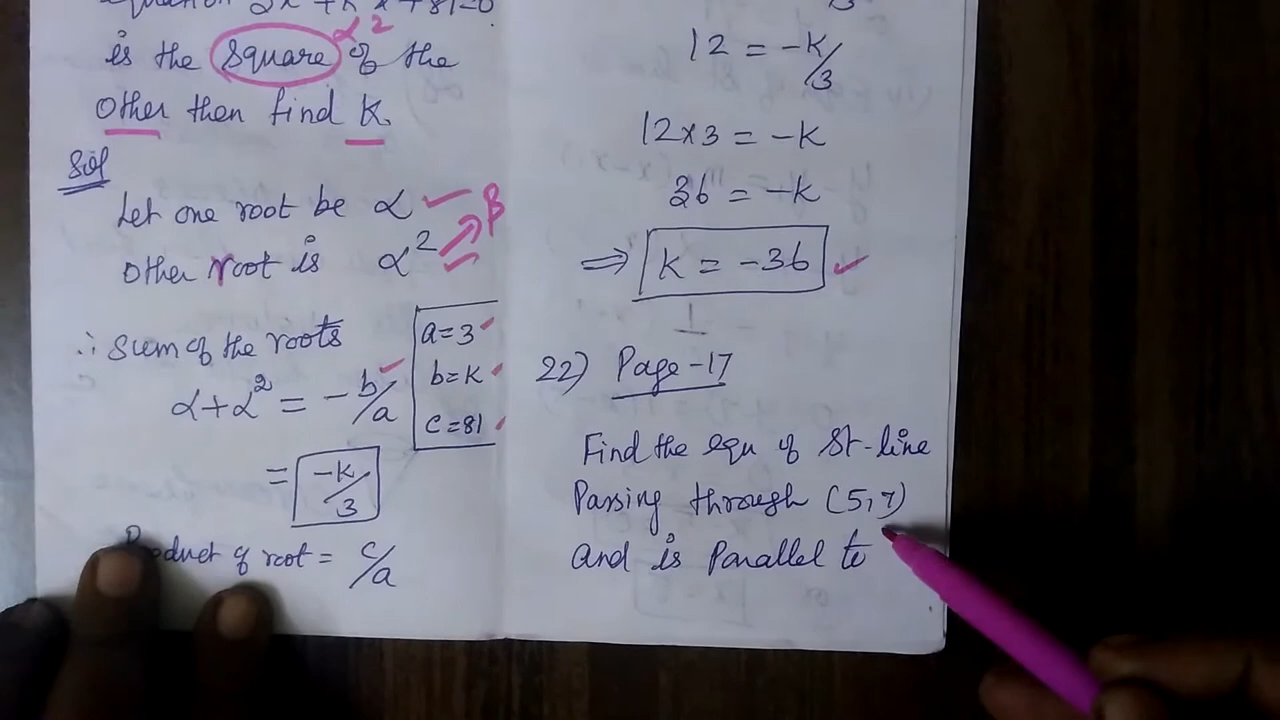 is the square α² of the
other then find K.
Sol
Let one root be α
Other root is α² β
∴ Sum of the roots
α+α² = -b/a
a=3
b=K
c=81
= -K/3
Product of root = c/a
12 = -K/3
12×3 = -K
36 = -K
⇒ K = -36
22) Page-17
Find the equ of St-line
Passing through (5,7)
and is Parallel to